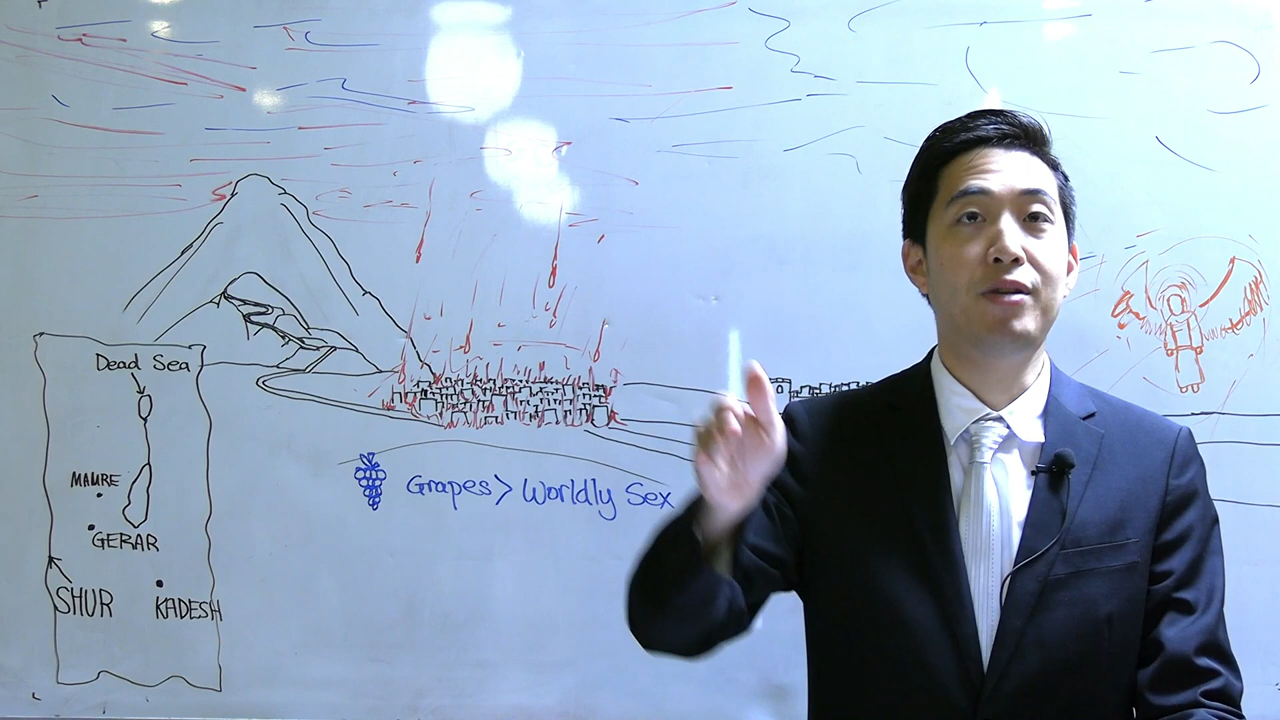 Dead Sea
MAMRE
GERAR
SHUR
KADESH
Grapes > Worldly Sex